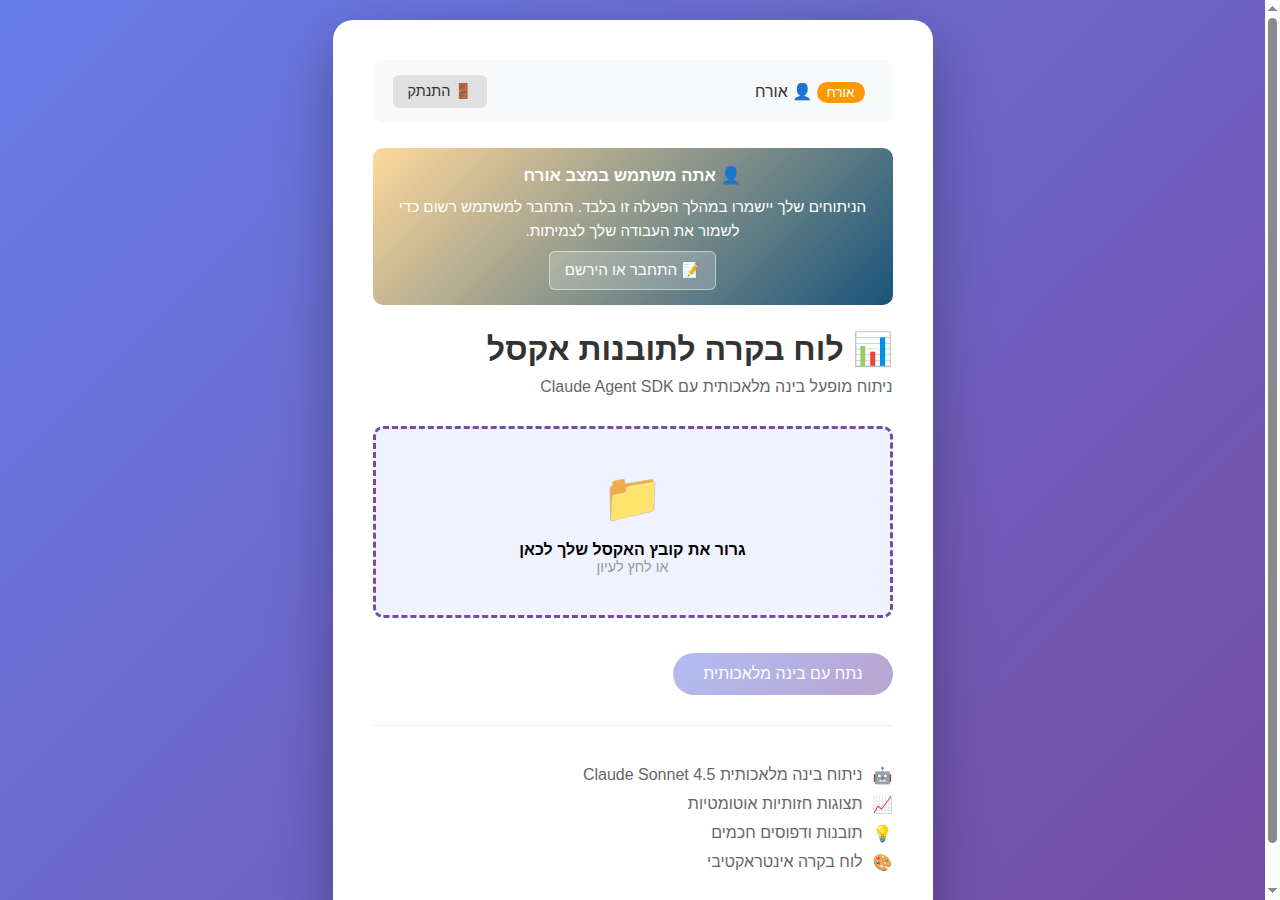 אורח 👤 אורח
🚪 התנתק
👤 אתה משתמש במצב אורח
הניתוחים שלך יישמרו במהלך הפעלה זו בלבד. התחבר למשתמש רשום כדי
לשמור את העבודה שלך לצמיתות.
📝 התחבר או הירשם
📊 לוח בקרה לתובנות אקסל
ניתוח מופעל בינה מלאכותית עם Claude Agent SDK
גרור את קובץ האקסל שלך לכאן
או לחץ לעיון
נתח עם בינה מלאכותית
🤖 ניתוח בינה מלאכותית Claude Sonnet 4.5
📈 תצוגות חזותיות אוטומטיות
💡 תובנות ודפוסים חכמים
🎨 לוח בקרה אינטראקטיבי